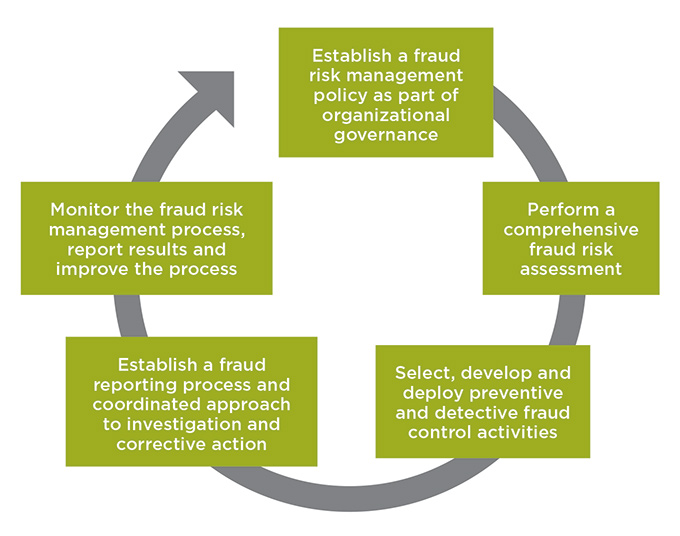 Establish a fraud
risk management
policy as part of
organizational
governance
Perform a
comprehensive
fraud risk
assessment
Select, develop and
deploy preventive
and detective fraud
control activities
Establish a fraud
reporting process and
coordinated approach
to investigation and
corrective action
Monitor the fraud risk
management process,
report results and
improve the process